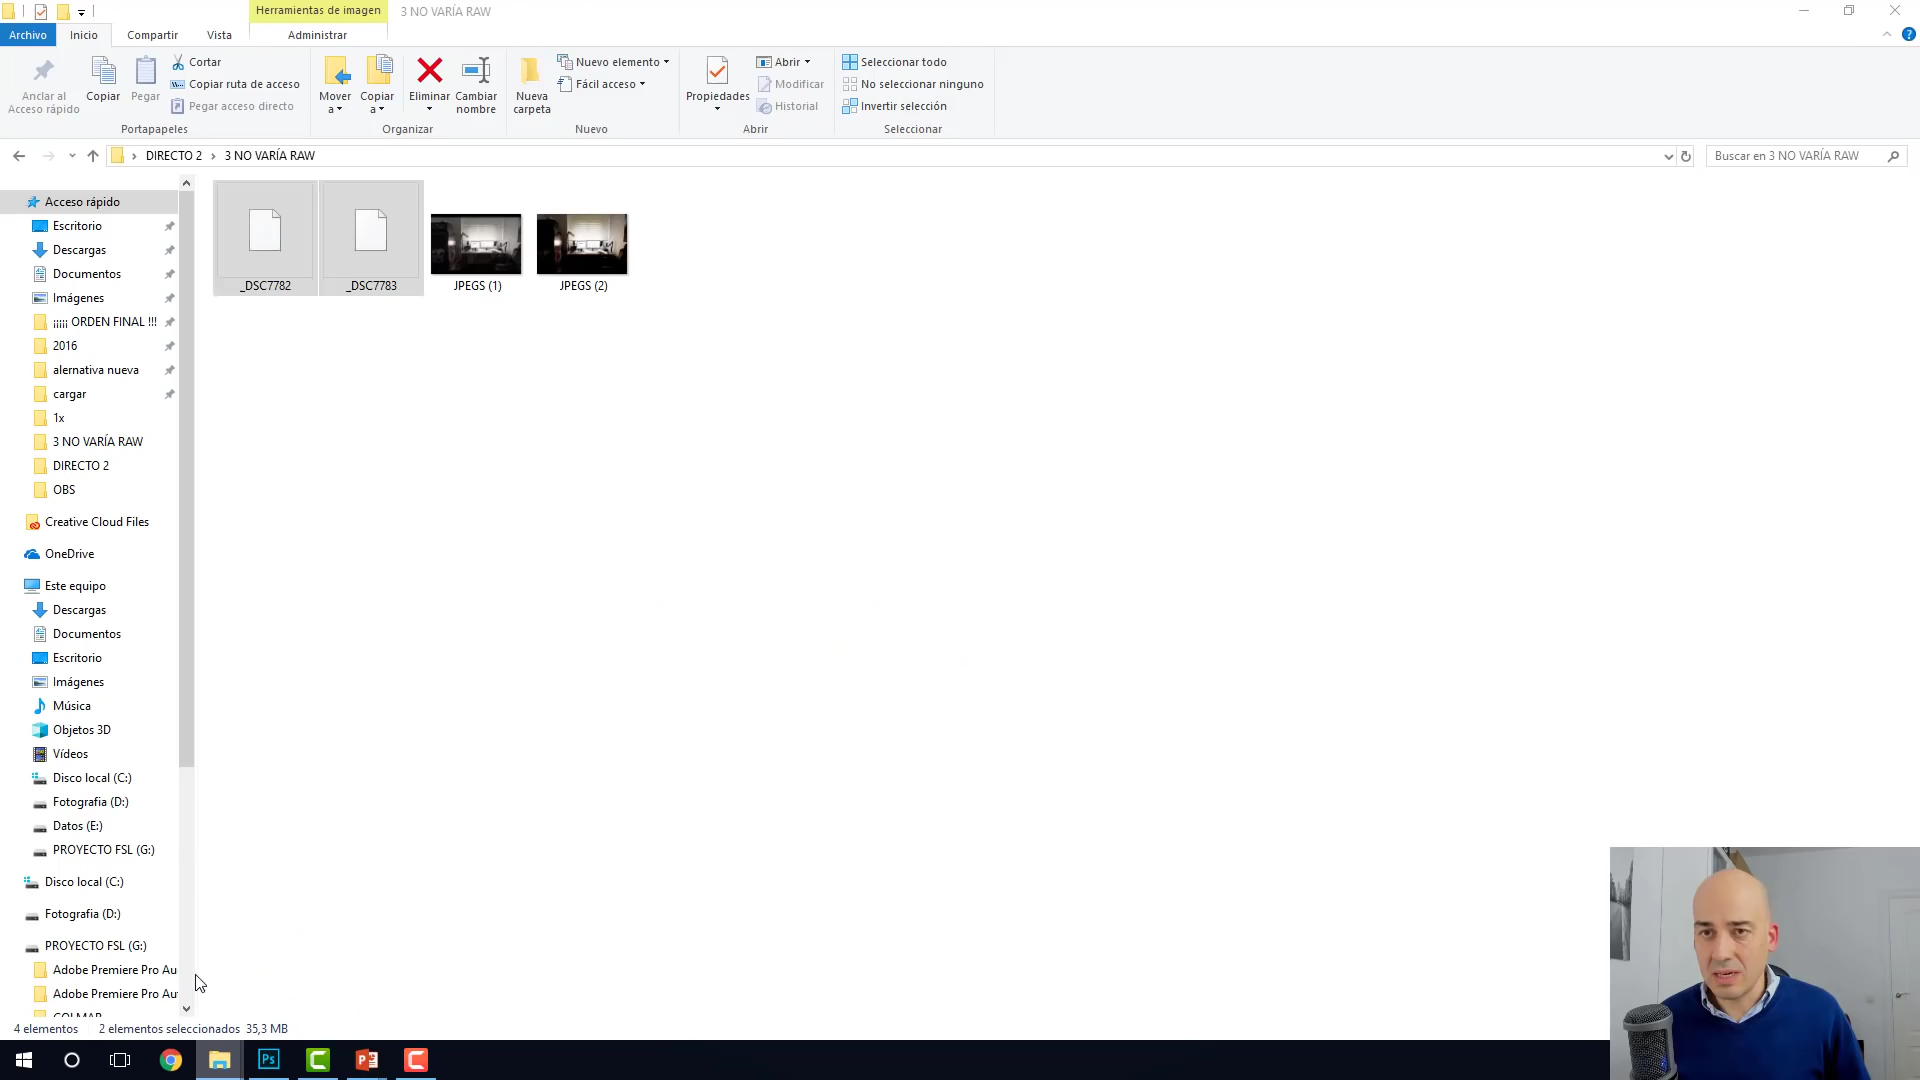 Herramientas de imagen
3 NO VARÍA RAW
Archivo
Inicio
Compartir
Vista
Administrar
Anclar al
Acceso rápido
Copiar
Pegar
Cortar
Copiar ruta de acceso
Pegar acceso directo
Portapapeles
Mover
a
Copiar
a
Eliminar
Cambiar
nombre
Organizar
Nueva
carpeta
Nuevo elemento
Fácil acceso
Nuevo
Propiedades
Abrir
Modificar
Historial
Abrir
Seleccionar todo
No seleccionar ninguno
Invertir selección
Seleccionar
DIRECTO 2 › 3 NO VARÍA RAW
Buscar en 3 NO VARÍA RAW
Acceso rápido
Escritorio
Descargas
Documentos
Imágenes
¡¡¡¡¡ ORDEN FINAL !!!
2016
alernativa nueva
cargar
1x
3 NO VARÍA RAW
DIRECTO 2
OBS
Creative Cloud Files
OneDrive
Este equipo
Descargas
Documentos
Escritorio
Imágenes
Música
Objetos 3D
Vídeos
Disco local (C:)
Fotografia (D:)
Datos (E:)
PROYECTO FSL (G:)
Disco local (C:)
Fotografia (D:)
PROYECTO FSL (G:)
Adobe Premiere Pro Au
Adobe Premiere Pro Au
COLMAR
_DSC7782
_DSC7783
JPEGS (1)
JPEGS (2)
4 elementos
2 elementos seleccionados 35,3 MB
Ps